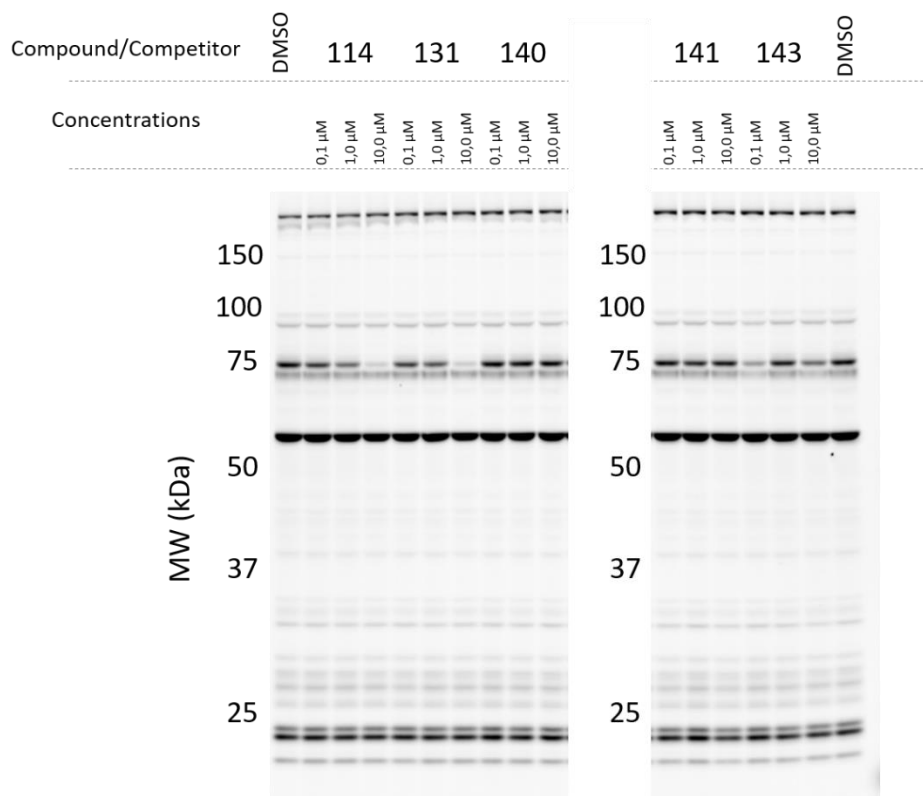 Compound/Competitor DMSO 114 131 140 141 143 DMSO
Concentrations 0,1 µM 1,0 µM 10,0 µM 0,1 µM 1,0 µM 10,0 µM 0,1 µM 1,0 µM 10,0 µM 0,1 µM 1,0 µM 10,0 µM 0,1 µM 1,0 µM 10,0 µM
150 150
100 100
75 75
50 50
MW (kDa)
37 37
25 25